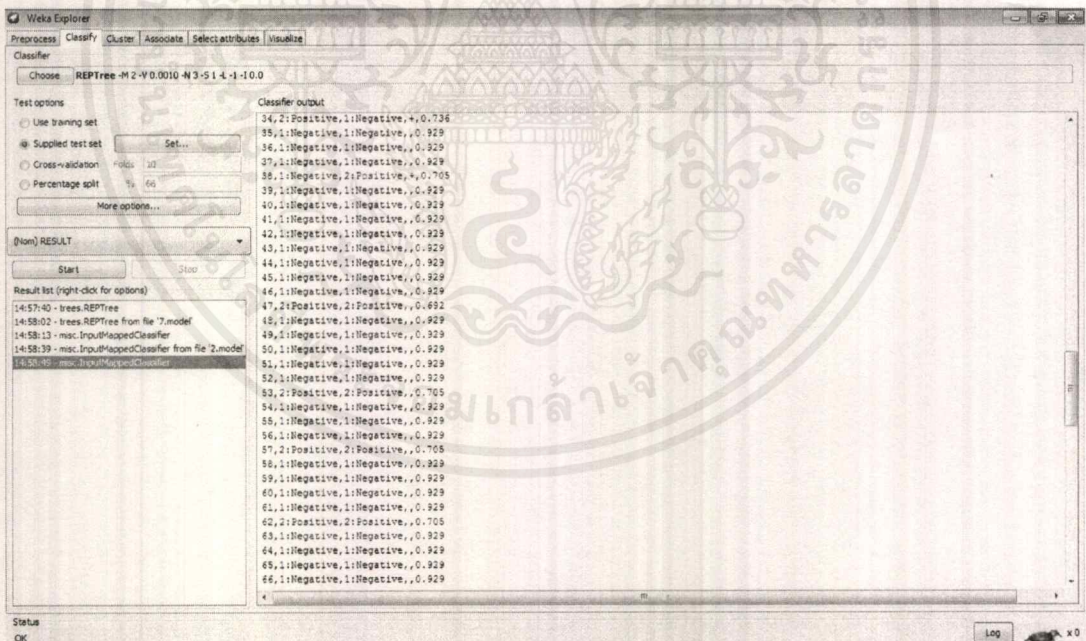 Weka Explorer
Preprocess Classify Cluster Associate Select attributes Visualize
Classifier
Choose REPTree -M 2 -V 0.0010 -N 3 -S 1 -L -1 -I 0.0
Test options
Use training set
Supplied test set Set...
Cross-validation Folds 10
Percentage split % 66
More options...
(Nom) RESULT
Start Stop
Result list (right-click for options)
14:57:40 - trees.REPTree
14:58:02 - trees.REPTree from file '7.model'
14:58:13 - misc.InputMappedClassifier
14:58:39 - misc.InputMappedClassifier from file '2.model'
14:58:49 - misc.InputMappedClassifier
Classifier output
34,2:Positive,1:Negative,+,0.736
35,1:Negative,1:Negative,,0.929
36,1:Negative,1:Negative,,0.929
37,1:Negative,1:Negative,,0.929
38,1:Negative,2:Positive,+,0.705
39,1:Negative,1:Negative,,0.929
40,1:Negative,1:Negative,,0.929
41,1:Negative,1:Negative,,0.929
42,1:Negative,1:Negative,,0.929
43,1:Negative,1:Negative,,0.929
44,1:Negative,1:Negative,,0.929
45,1:Negative,1:Negative,,0.929
46,1:Negative,1:Negative,,0.929
47,2:Positive,2:Positive,,0.692
48,1:Negative,1:Negative,,0.929
49,1:Negative,1:Negative,,0.929
50,1:Negative,1:Negative,,0.929
51,1:Negative,1:Negative,,0.929
52,1:Negative,1:Negative,,0.929
53,2:Positive,2:Positive,,0.705
54,1:Negative,1:Negative,,0.929
55,1:Negative,1:Negative,,0.929
56,1:Negative,1:Negative,,0.929
57,2:Positive,2:Positive,,0.705
58,1:Negative,1:Negative,,0.929
59,1:Negative,1:Negative,,0.929
60,1:Negative,1:Negative,,0.929
61,1:Negative,1:Negative,,0.929
62,2:Positive,2:Positive,,0.705
63,1:Negative,1:Negative,,0.929
64,1:Negative,1:Negative,,0.929
65,1:Negative,1:Negative,,0.929
66,1:Negative,1:Negative,,0.929
Status
OK
Log x 0